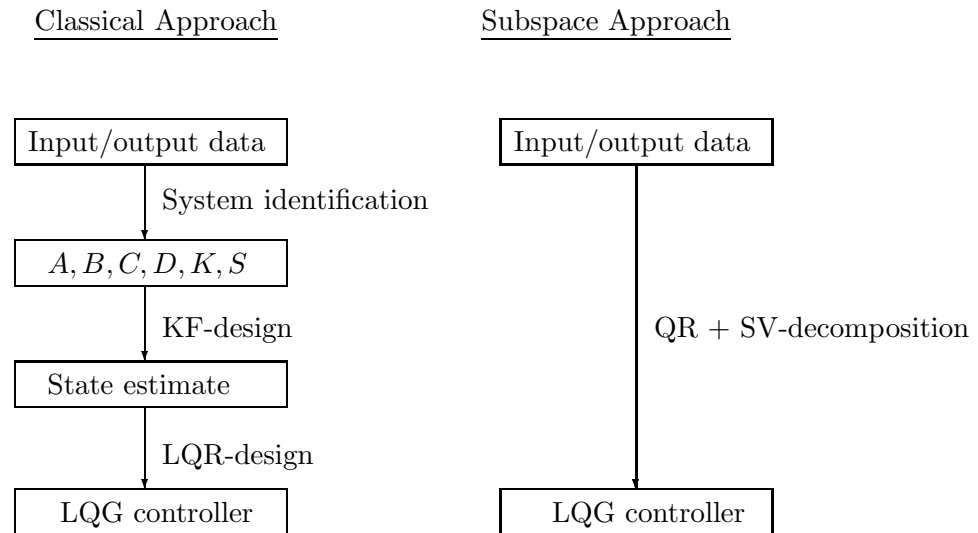 Classical Approach
Subspace Approach
Input/output data
Input/output data
System identification
A, B, C, D, K, S
KF-design
QR + SV-decomposition
State estimate
LQR-design
LQG controller
LQG controller